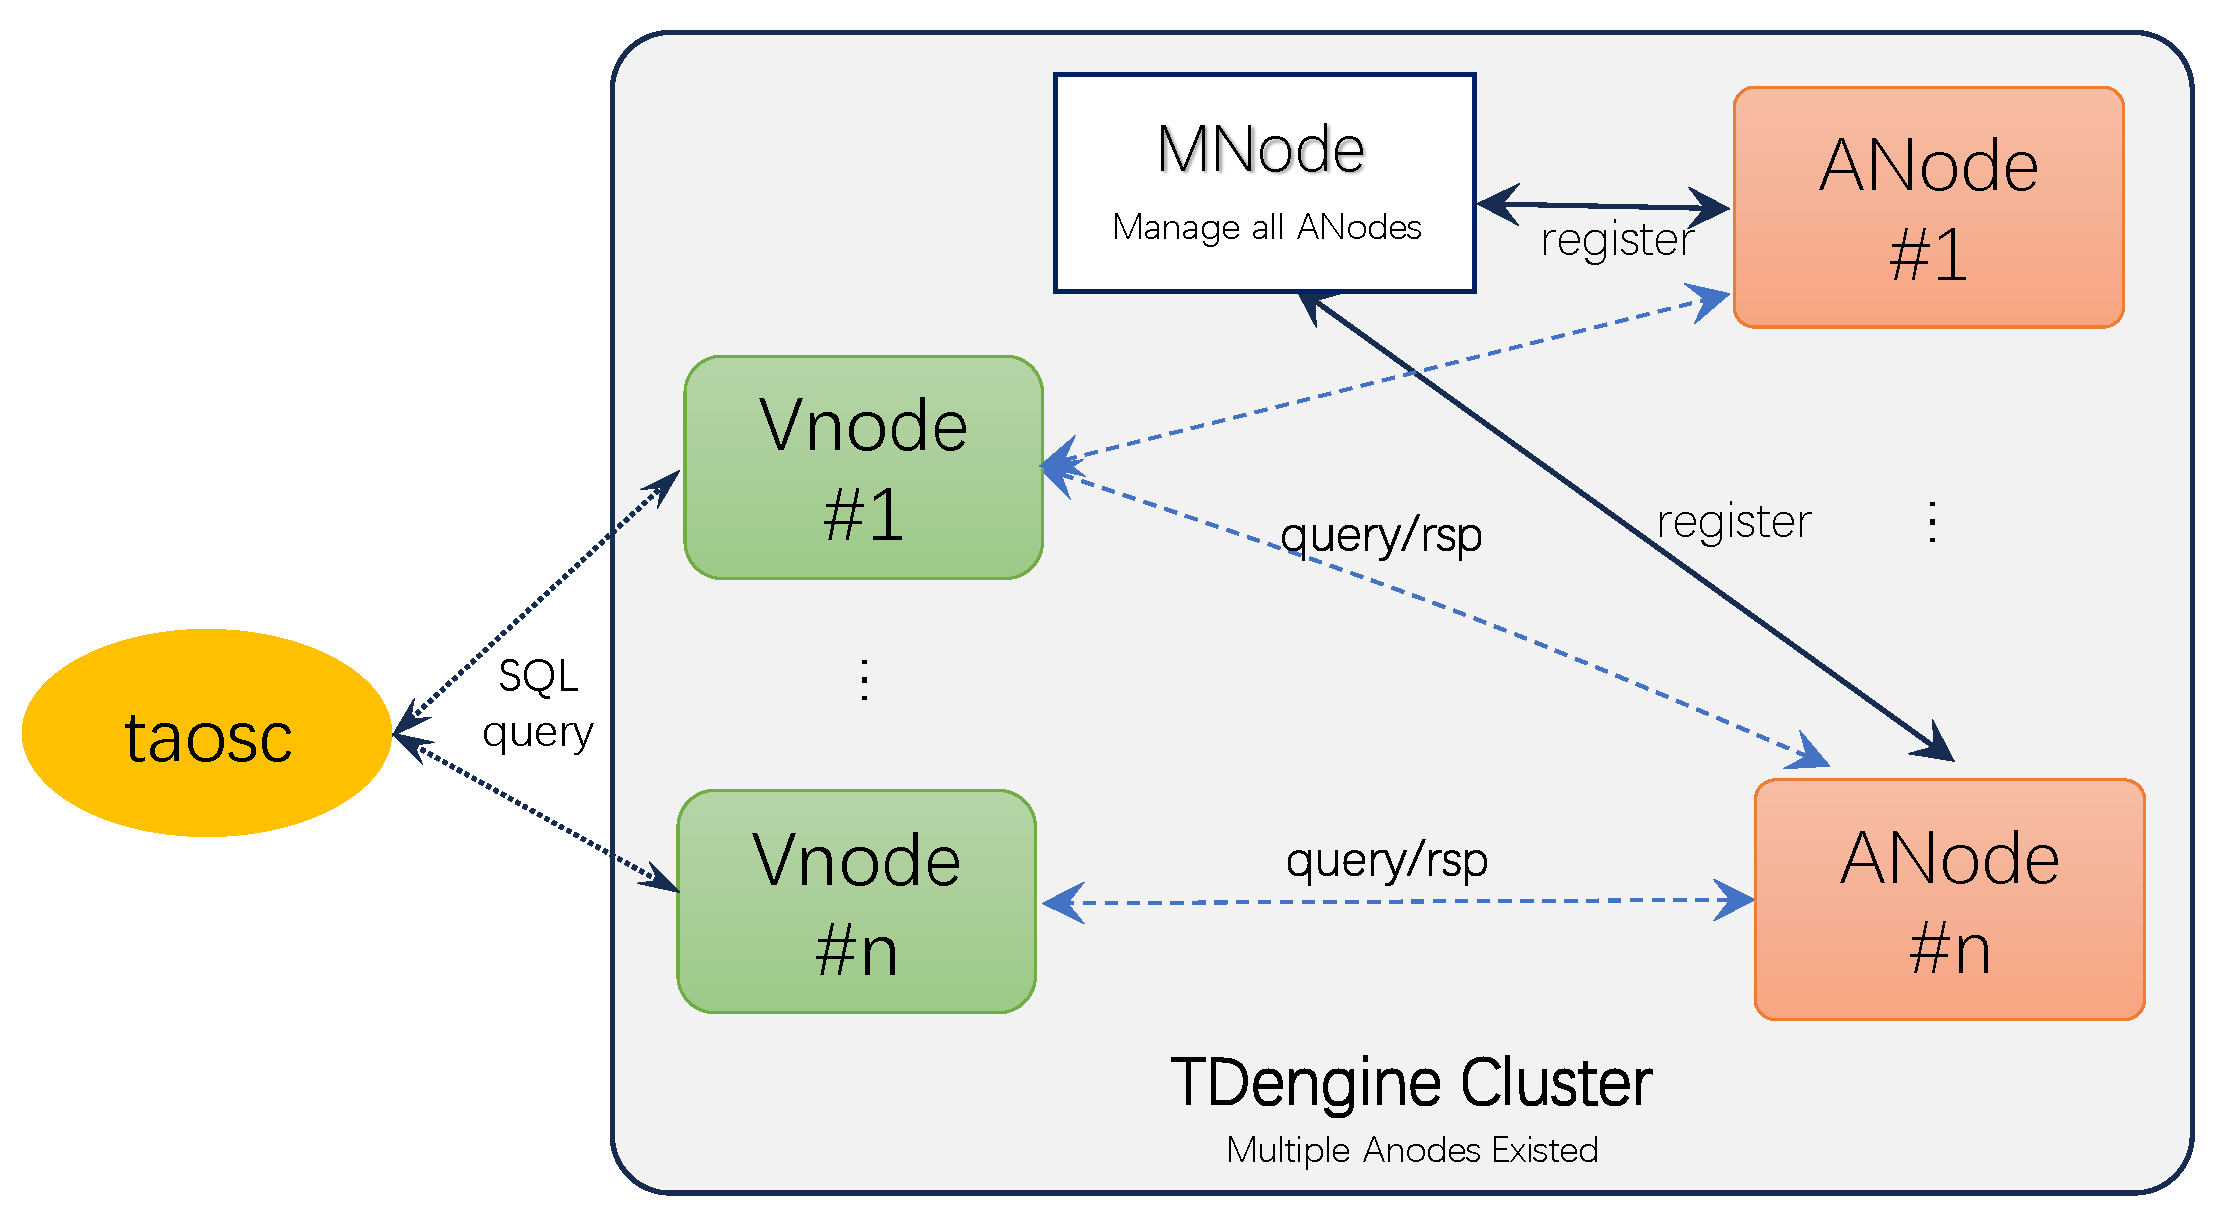 MNode
Manage all ANodes
ANode
#1
register
Vnode
#1
query/rsp
register
⋮
SQL
query
⋮
taosc
Vnode
#n
query/rsp
ANode
#n
TDengine Cluster
Multiple Anodes Existed